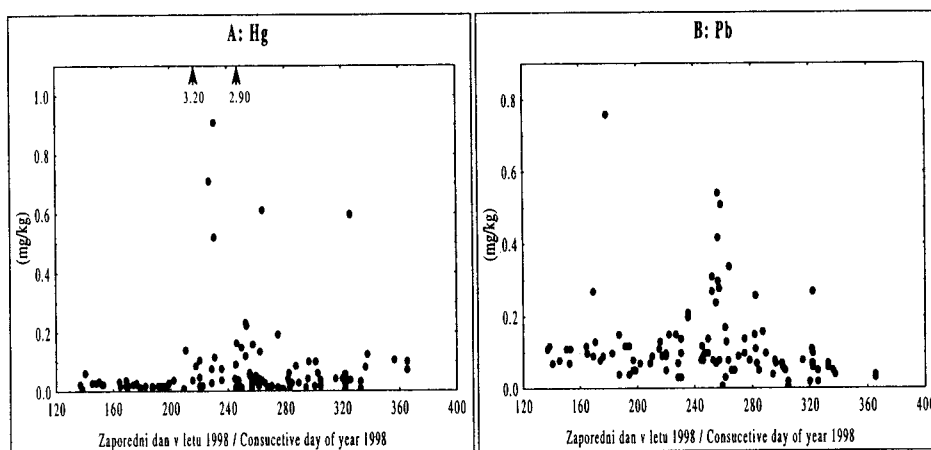 A: Hg
3.20 2.90
1.0
0.8
0.6
0.4
0.2
0.0
(mg/kg)
120 160 200 240 280 320 360 400
Zaporedni dan v letu 1998 / Consucetive day of year 1998
B: Pb
0.8
0.6
0.4
0.2
0.0
(mg/kg)
120 160 200 240 280 320 360 400
Zaporedni dan v letu 1998 / Consucetive day of year 1998